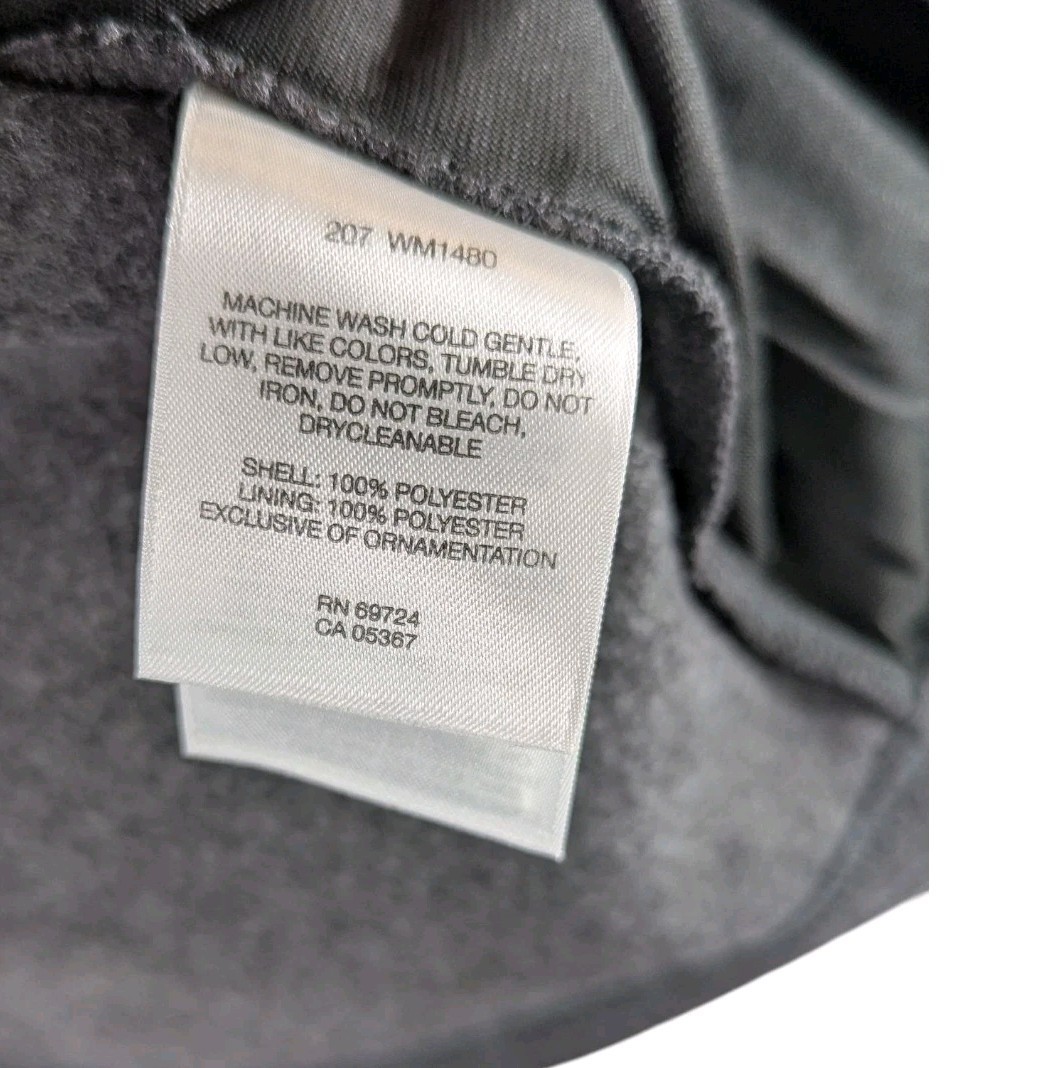 207 WM1480
MACHINE WASH COLD GENTLE,
WITH LIKE COLORS, TUMBLE DRY
LOW, REMOVE PROMPTLY, DO NOT
IRON, DO NOT BLEACH,
DRYCLEANABLE
SHELL: 100% POLYESTER
LINING: 100% POLYESTER
EXCLUSIVE OF ORNAMENTATION
RN 69724
CA 05367